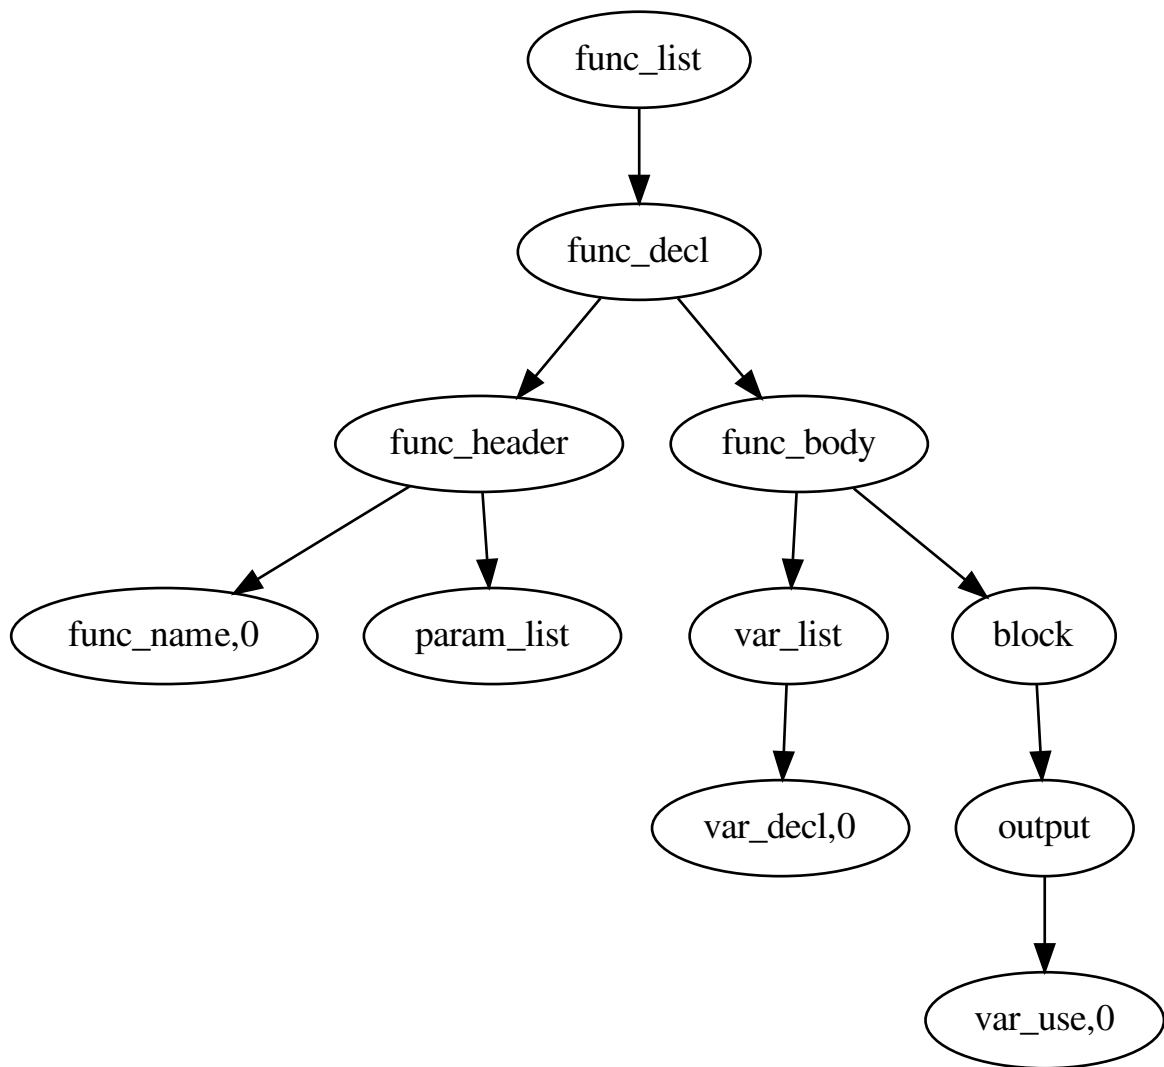 func_list
func_decl
func_header
func_body
func_name,0
param_list
var_list
block
var_decl,0
output
var_use,0